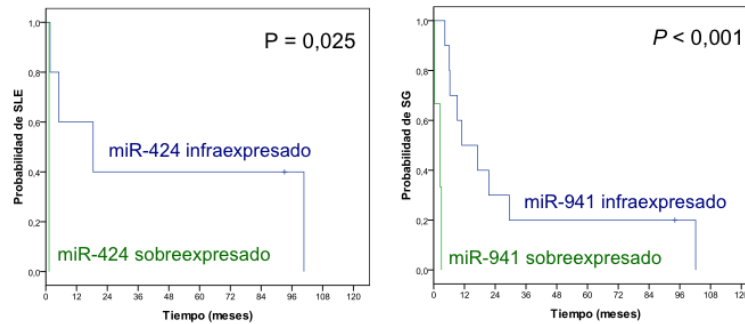 P = 0,025
1,0
0,8
0,6
0,4
0,2
0,0
Probabilidad de SLE
miR-424 infraexpresado
miR-424 sobreexpresado
0 12 24 36 48 60 72 84 96 108 120
Tiempo (meses)
P < 0,001
1,0
0,8
0,6
0,4
0,2
0,0
Probabilidad de SG
miR-941 infraexpresado
miR-941 sobreexpresado
0 12 24 36 48 60 72 84 96 108 120
Tiempo (meses)